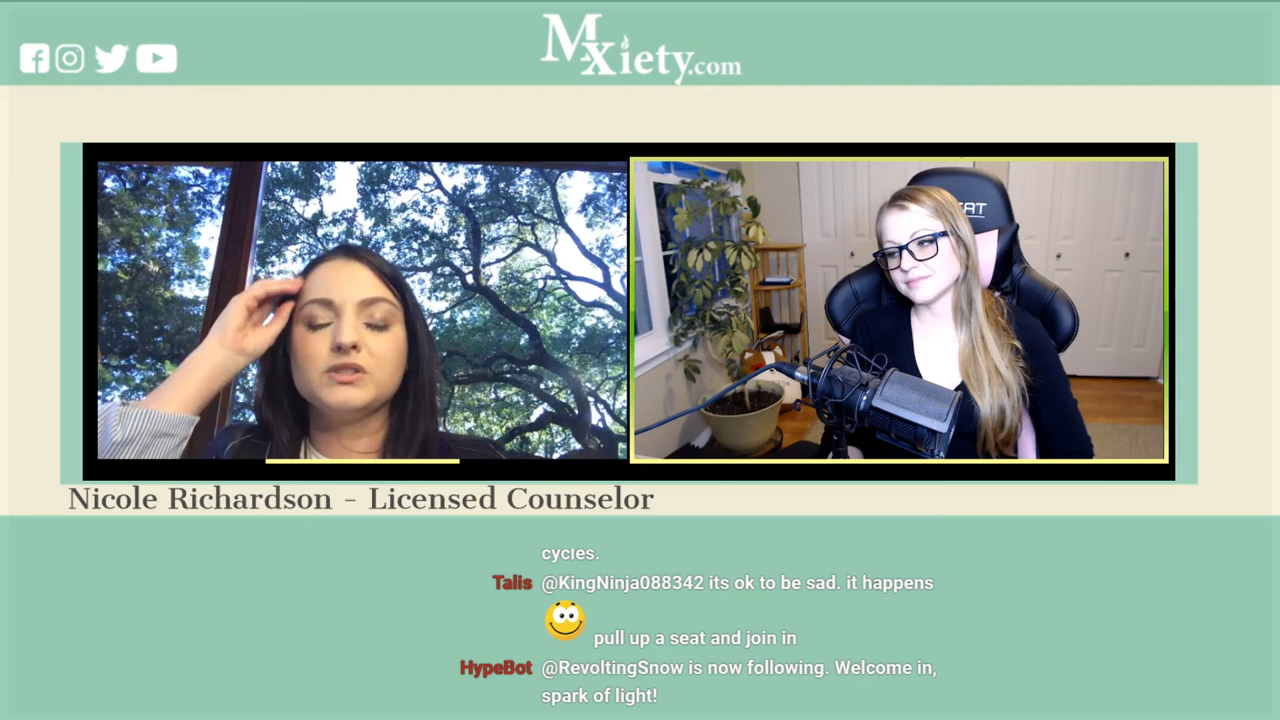 Mxiety.com
Nicole Richardson - Licensed Counselor
cycles.
Talis @KingNinja088342 its ok to be sad. it happens
pull up a seat and join in
HypeBot @RevoltingSnow is now following. Welcome in,
spark of light!